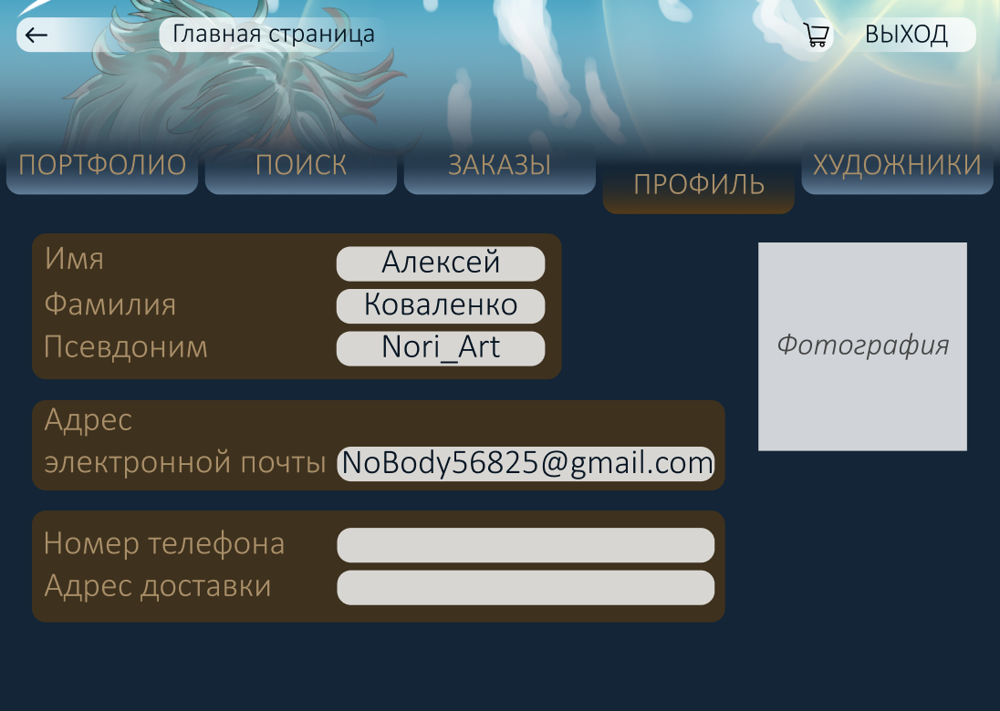 Главная страница
ВЫХОД
ПОРТФОЛИО ПОИСК ЗАКАЗЫ ПРОФИЛЬ ХУДОЖНИКИ
Имя Алексей
Фамилия Коваленко
Псевдоним Nori_Art
Фотография
Адрес
электронной почты NoBody56825@gmail.com
Номер телефона
Адрес доставки